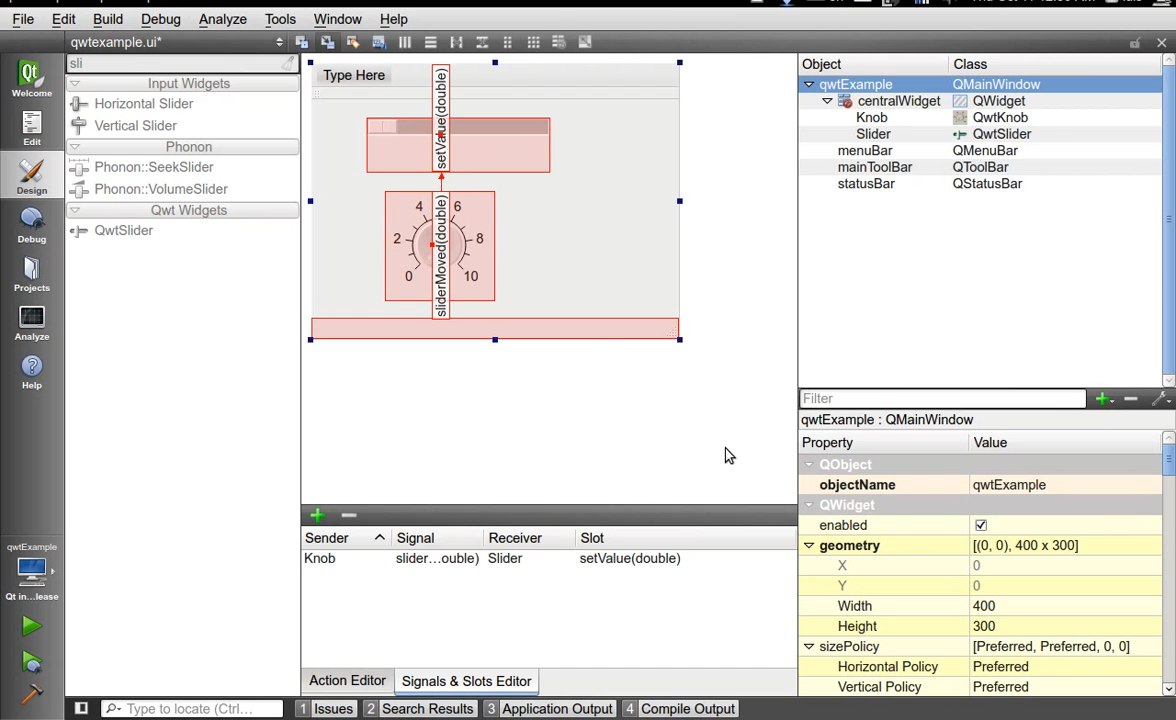 File Edit Build Debug Analyze Tools Window Help
qwtexample.ui*
Welcome
Edit
Design
Debug
Projects
Analyze
Help
qwtExample
Qt in...lease
sli
Input Widgets
Horizontal Slider
Vertical Slider
Phonon
Phonon::SeekSlider
Phonon::VolumeSlider
Qwt Widgets
QwtSlider
Type Here
setValue(double)
sliderMoved(double)
0 2 4 6 8 10
Sender Signal Receiver Slot
Knob slider...ouble) Slider setValue(double)
Action Editor Signals & Slots Editor
Object Class
qwtExample QMainWindow
centralWidget QWidget
Knob QwtKnob
Slider QwtSlider
menuBar QMenuBar
mainToolBar QToolBar
statusBar QStatusBar
Filter
qwtExample : QMainWindow
Property Value
QObject
objectName qwtExample
QWidget
enabled
geometry [(0, 0), 400 x 300]
X 0
Y 0
Width 400
Height 300
sizePolicy [Preferred, Preferred, 0, 0]
Horizontal Policy Preferred
Vertical Policy Preferred
Type to locate (Ctrl... 1 Issues 2 Search Results 3 Application Output 4 Compile Output